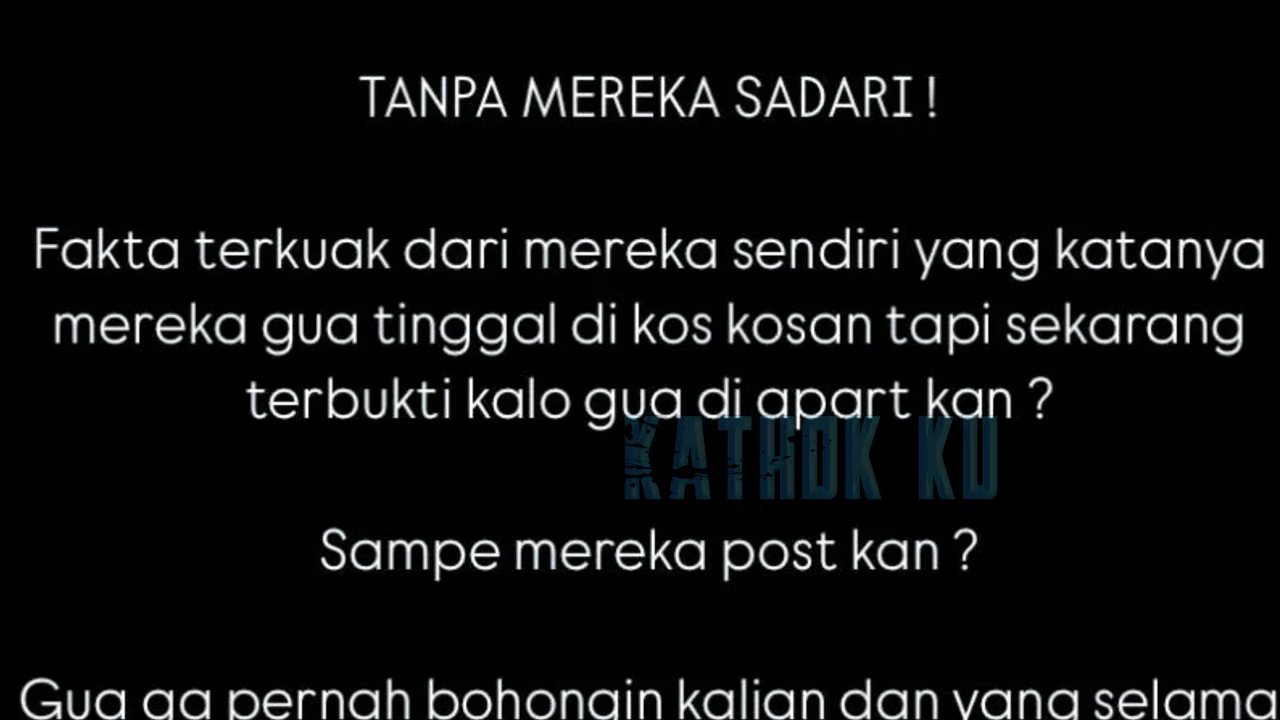 TANPA MEREKA SADARI !
Fakta terkuak dari mereka sendiri yang katanya
mereka gua tinggal di kos kosan tapi sekarang
terbukti kalo gua di apart kan ?
KATHOK KU
Sampe mereka post kan ?
Gua ga pernah bohongin kalian dan yang selama